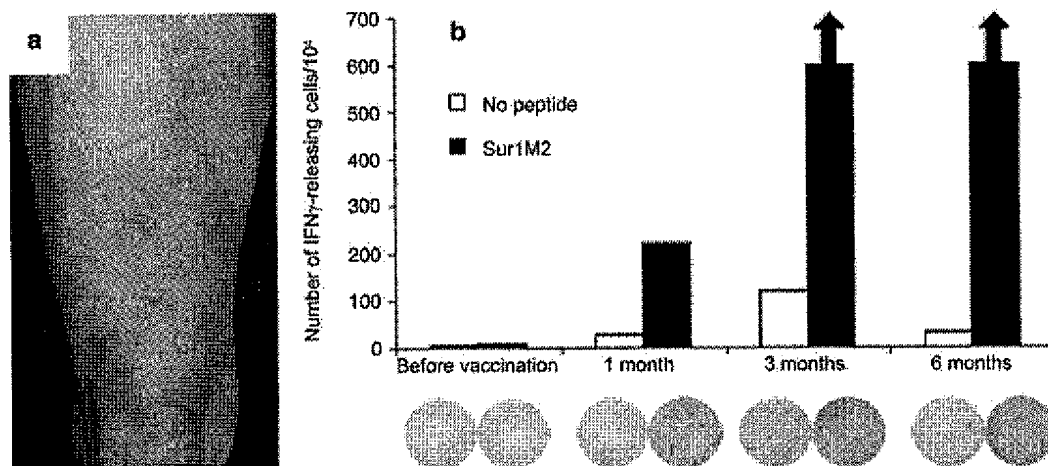 a
b
Number of IFNγ-releasing cells/10⁴
700
600
500
400
300
200
100
0
No peptide
Sur1M2
Before vaccination
1 month
3 months
6 months